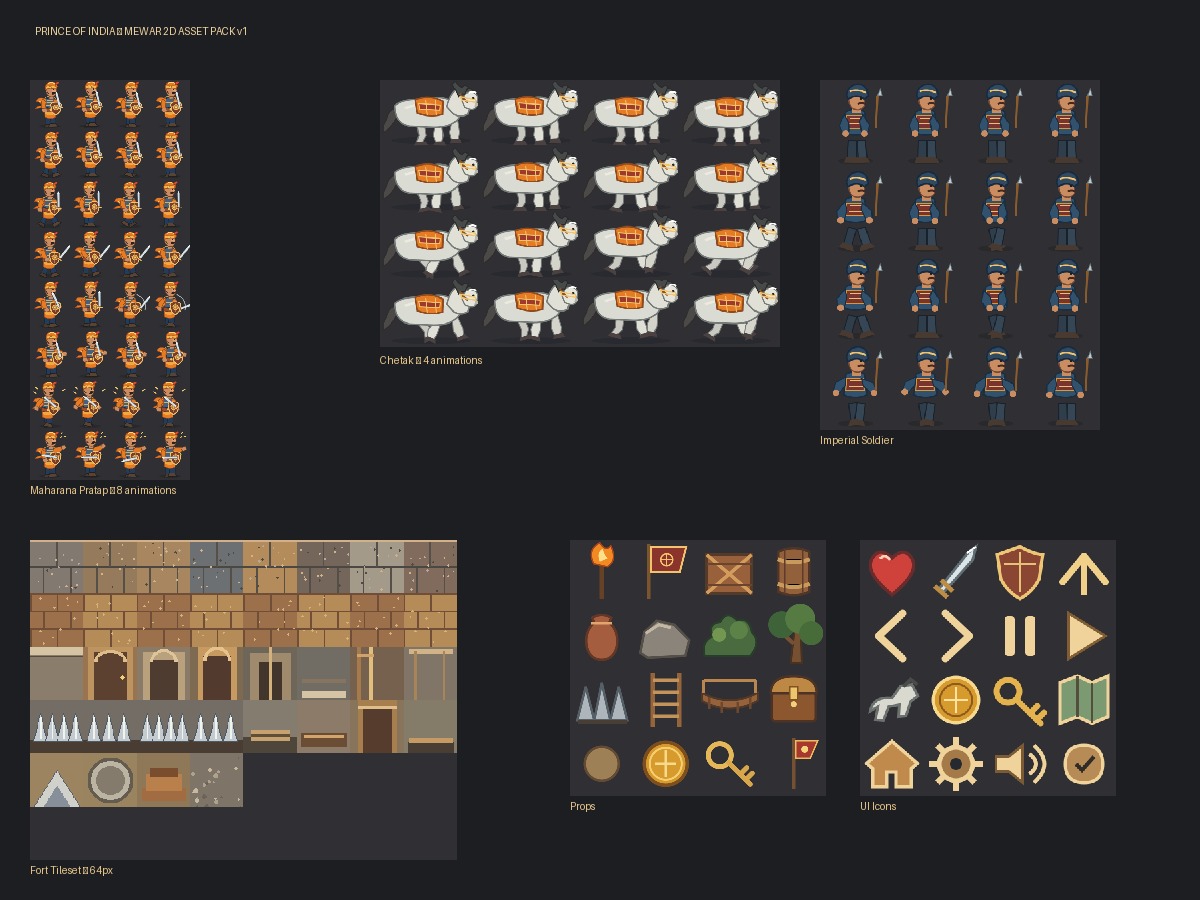 PRINCE OF INDIA▯MEWAR 2D ASSET PACK v1
Chetak▯4 animations
Imperial Soldier
Maharana Pratap▯8 animations
Props
UI Icons
Fort Tileset▯64px